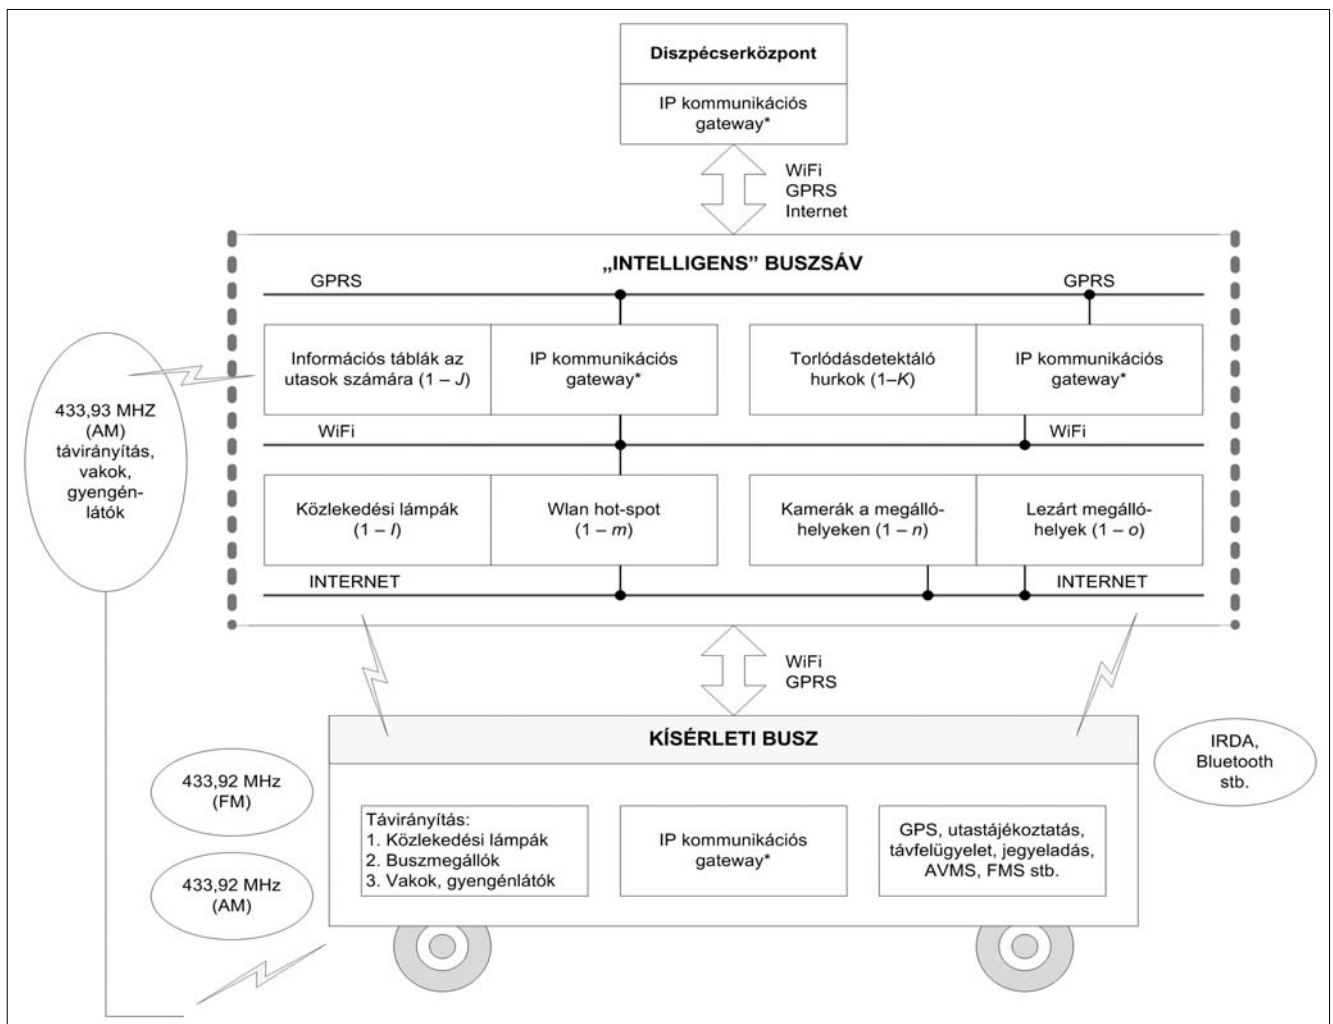 Diszpécserközpont
IP kommunikációs
gateway*
WiFi
GPRS
Internet
„INTELLIGENS” BUSZSÁV
GPRS
GPRS
Információs táblák az
utasok számára (1 – J)
IP kommunikációs
gateway*
Torlódásdetektáló
hurkok (1–K)
IP kommunikációs
gateway*
433,93 MHZ
(AM)
távirányítás,
vakok,
gyengén-
látók
WiFi
WiFi
Közlekedési lámpák
(1 – l)
Wlan hot-spot
(1 – m)
Kamerák a megálló-
helyeken (1 – n)
Lezárt megálló-
helyek (1 – o)
INTERNET
INTERNET
WiFi
GPRS
KÍSÉRLETI BUSZ
IRDA,
Bluetooth
stb.
433,92 MHz
(FM)
Távirányítás:
1. Közlekedési lámpák
2. Buszmegállók
3. Vakok, gyengénlátók
IP kommunikációs
gateway*
GPS, utastájékoztatás,
távfelügyelet, jegyeladás,
AVMS, FMS stb.
433,92 MHz
(AM)